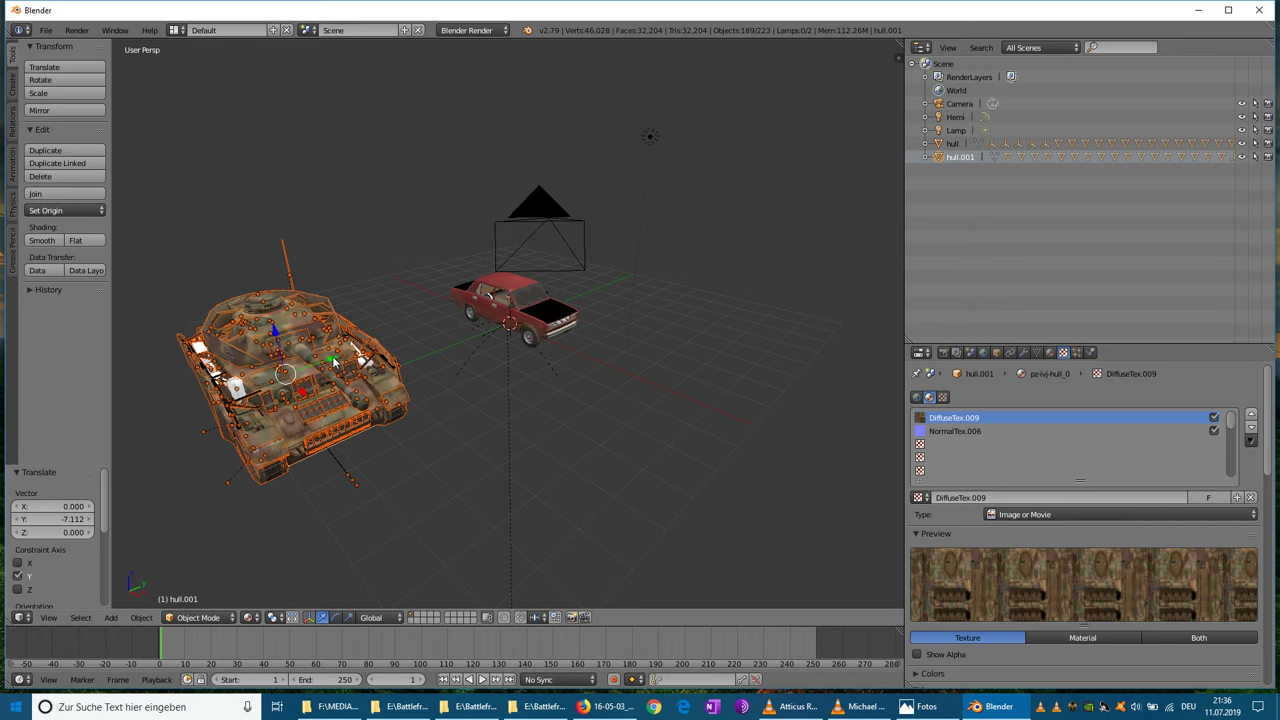 Blender
File Render Window Help Default Scene Blender Render v2.79 | Verts:46,028 | Faces:32,204 | Tris:32,204 | Objects:189/223 | Lamps:0/2 | Mem:112.26M | hull.001
Tools
Create
Relations
Animation
Physics
Grease Pencil
Transform
Translate
Rotate
Scale
Mirror
Edit
Duplicate
Duplicate Linked
Delete
Join
Set Origin
Shading:
Smooth Flat
Data Transfer:
Data Data Layo
History
Translate
Vector
X: 0.000
Y: -7.112
Z: 0.000
Constraint Axis
X
Y
Z
Orientation
User Persp
(1) hull.001
View Select Add Object Object Mode Global
View Search All Scenes
Scene
RenderLayers
World
Camera
Hemi
Lamp
hull
hull.001
hull.001 pz-ivj-hull_0 DiffuseTex.009
DiffuseTex.009
NormalTex.006
DiffuseTex.009 F
Type: Image or Movie
Preview
Texture Material Both
Show Alpha
Colors
-50 -40 -30 -20 -10 0 10 20 30 40 50 60 70 80 90 100 110 120 130 140 150 160 170 180 190 200 210 220 230 240 250 260 270 280
View Marker Frame Playback Start: 1 End: 250 1 No Sync
Zur Suche Text hier eingeben E:\MEDIA... E:\Battlefr... E:\Battlefr... E:\Battlefr... 16-05-03_... Atticus R... Michael ... Fotos Blender DEU 21:36
11.07.2019